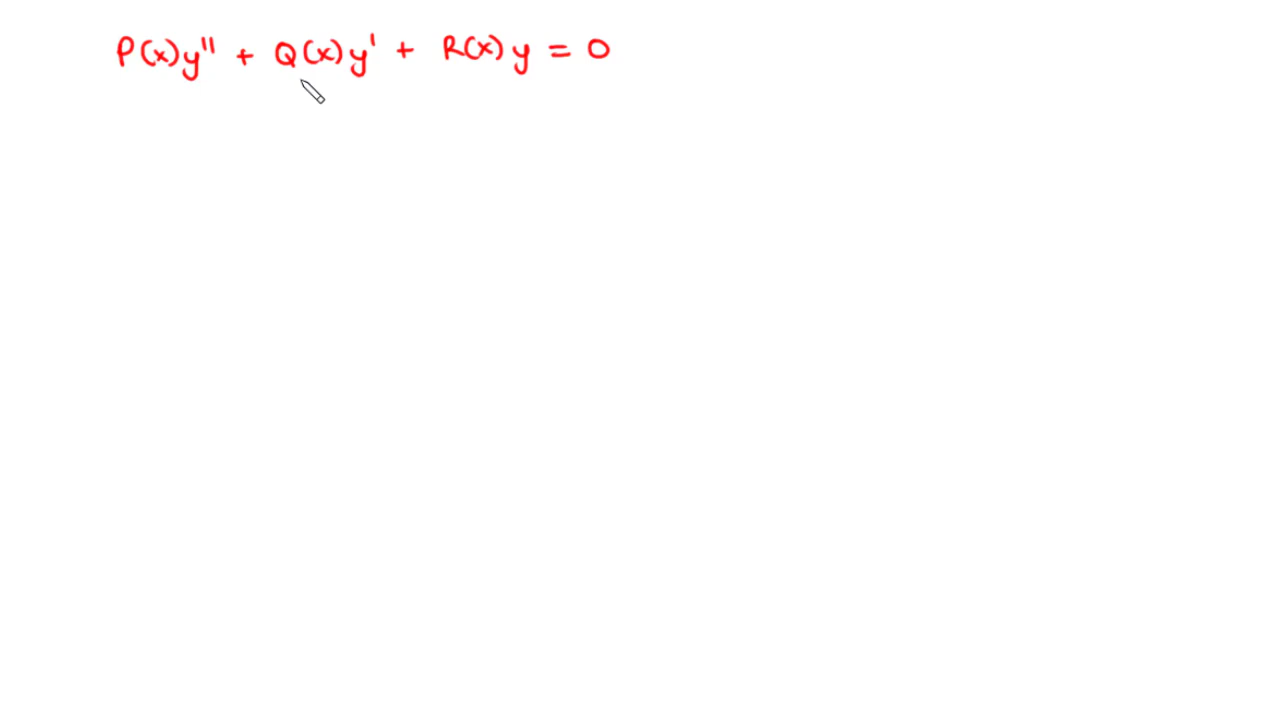 P(x)y'' + Q(x)y' + R(x)y = 0